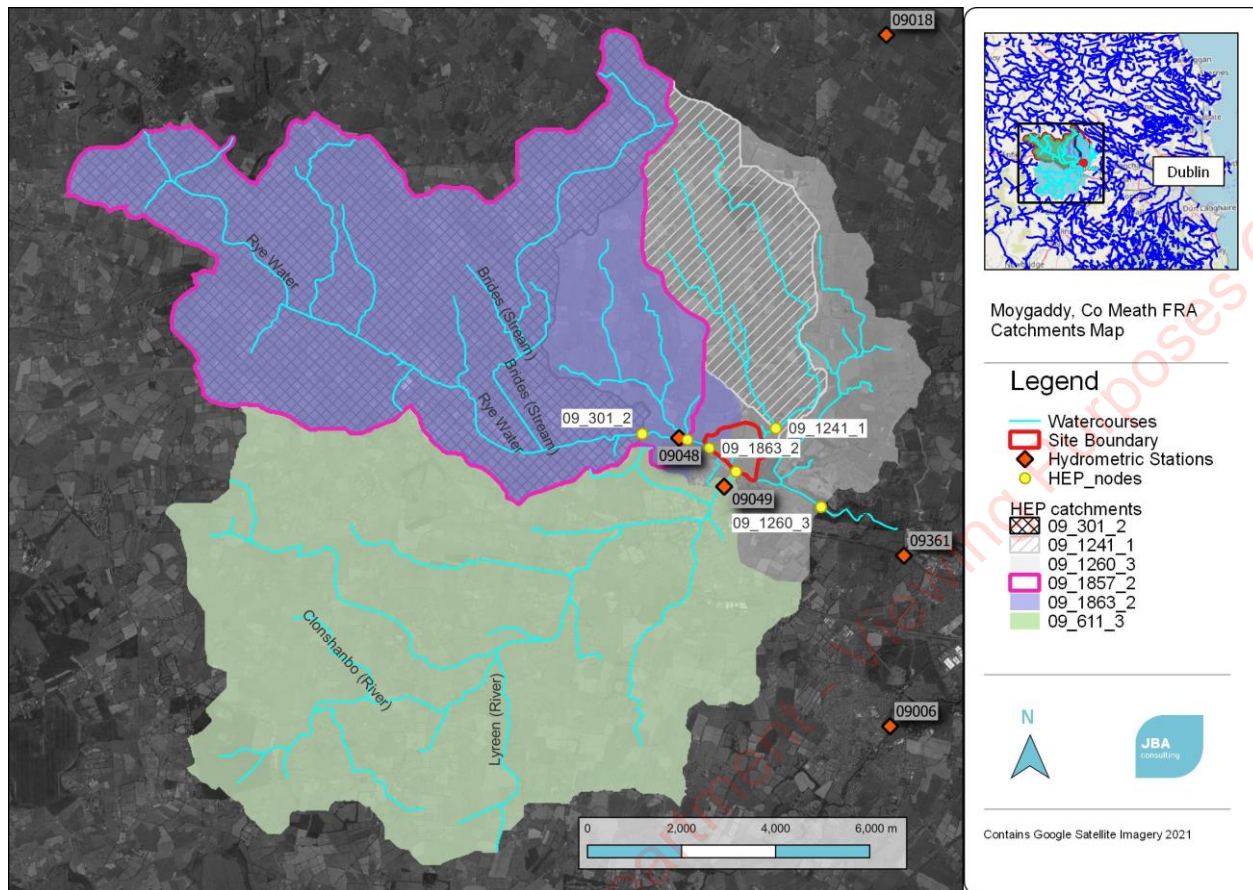 09018
Rye Water
Brides (Stream)
Brides (Stream)
Rye Water
09_301_2
09_1241_1
09048
09_1863_2
09049
09_1260_3
09361
Clonshanbo (River)
Lyreen (River)
09006
0 2,000 4,000 6,000 m
Dublin
Moygaddy, Co Meath FRA
Catchments Map
Legend
Watercourses
Site Boundary
Hydrometric Stations
HEP_nodes
HEP catchments
09_301_2
09_1241_1
09_1260_3
09_1857_2
09_1863_2
09_611_3
N
JBA
consulting
Contains Google Satellite Imagery 2021
Viewing Purposes